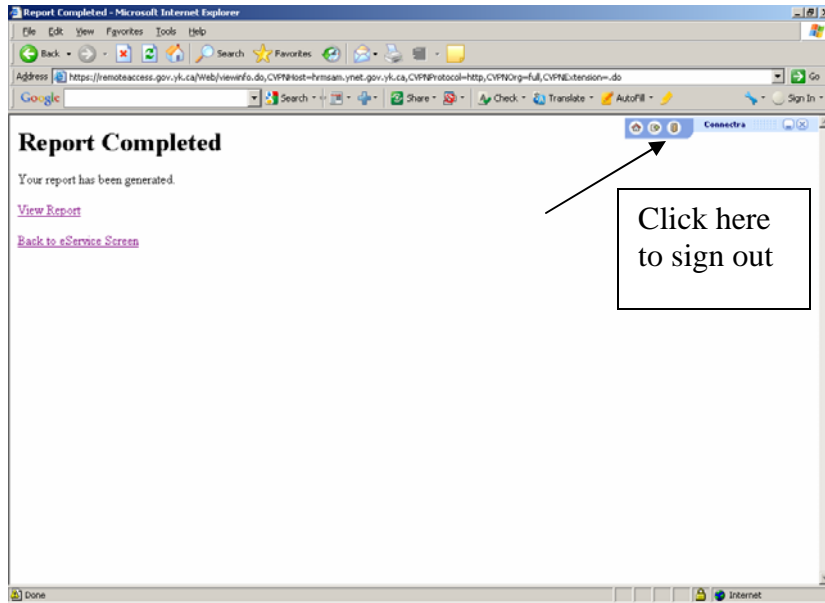 Report Completed - Microsoft Internet Explorer
File Edit View Favorites Tools Help
Back Search Favorites
Address https://remoteaccess.gov.yk.ca/Web/viewinfo.do,CVPNHost=hrmsam.ynet.gov.yk.ca,CVPNProtocol=http,CVPNOrg=full,CVPNExtension=.do Go
Google Search Share Check Translate AutoFill Sign In
Connectra
Report Completed
Your report has been generated.
View Report
Back to eService Screen
Click here
to sign out
Done Internet